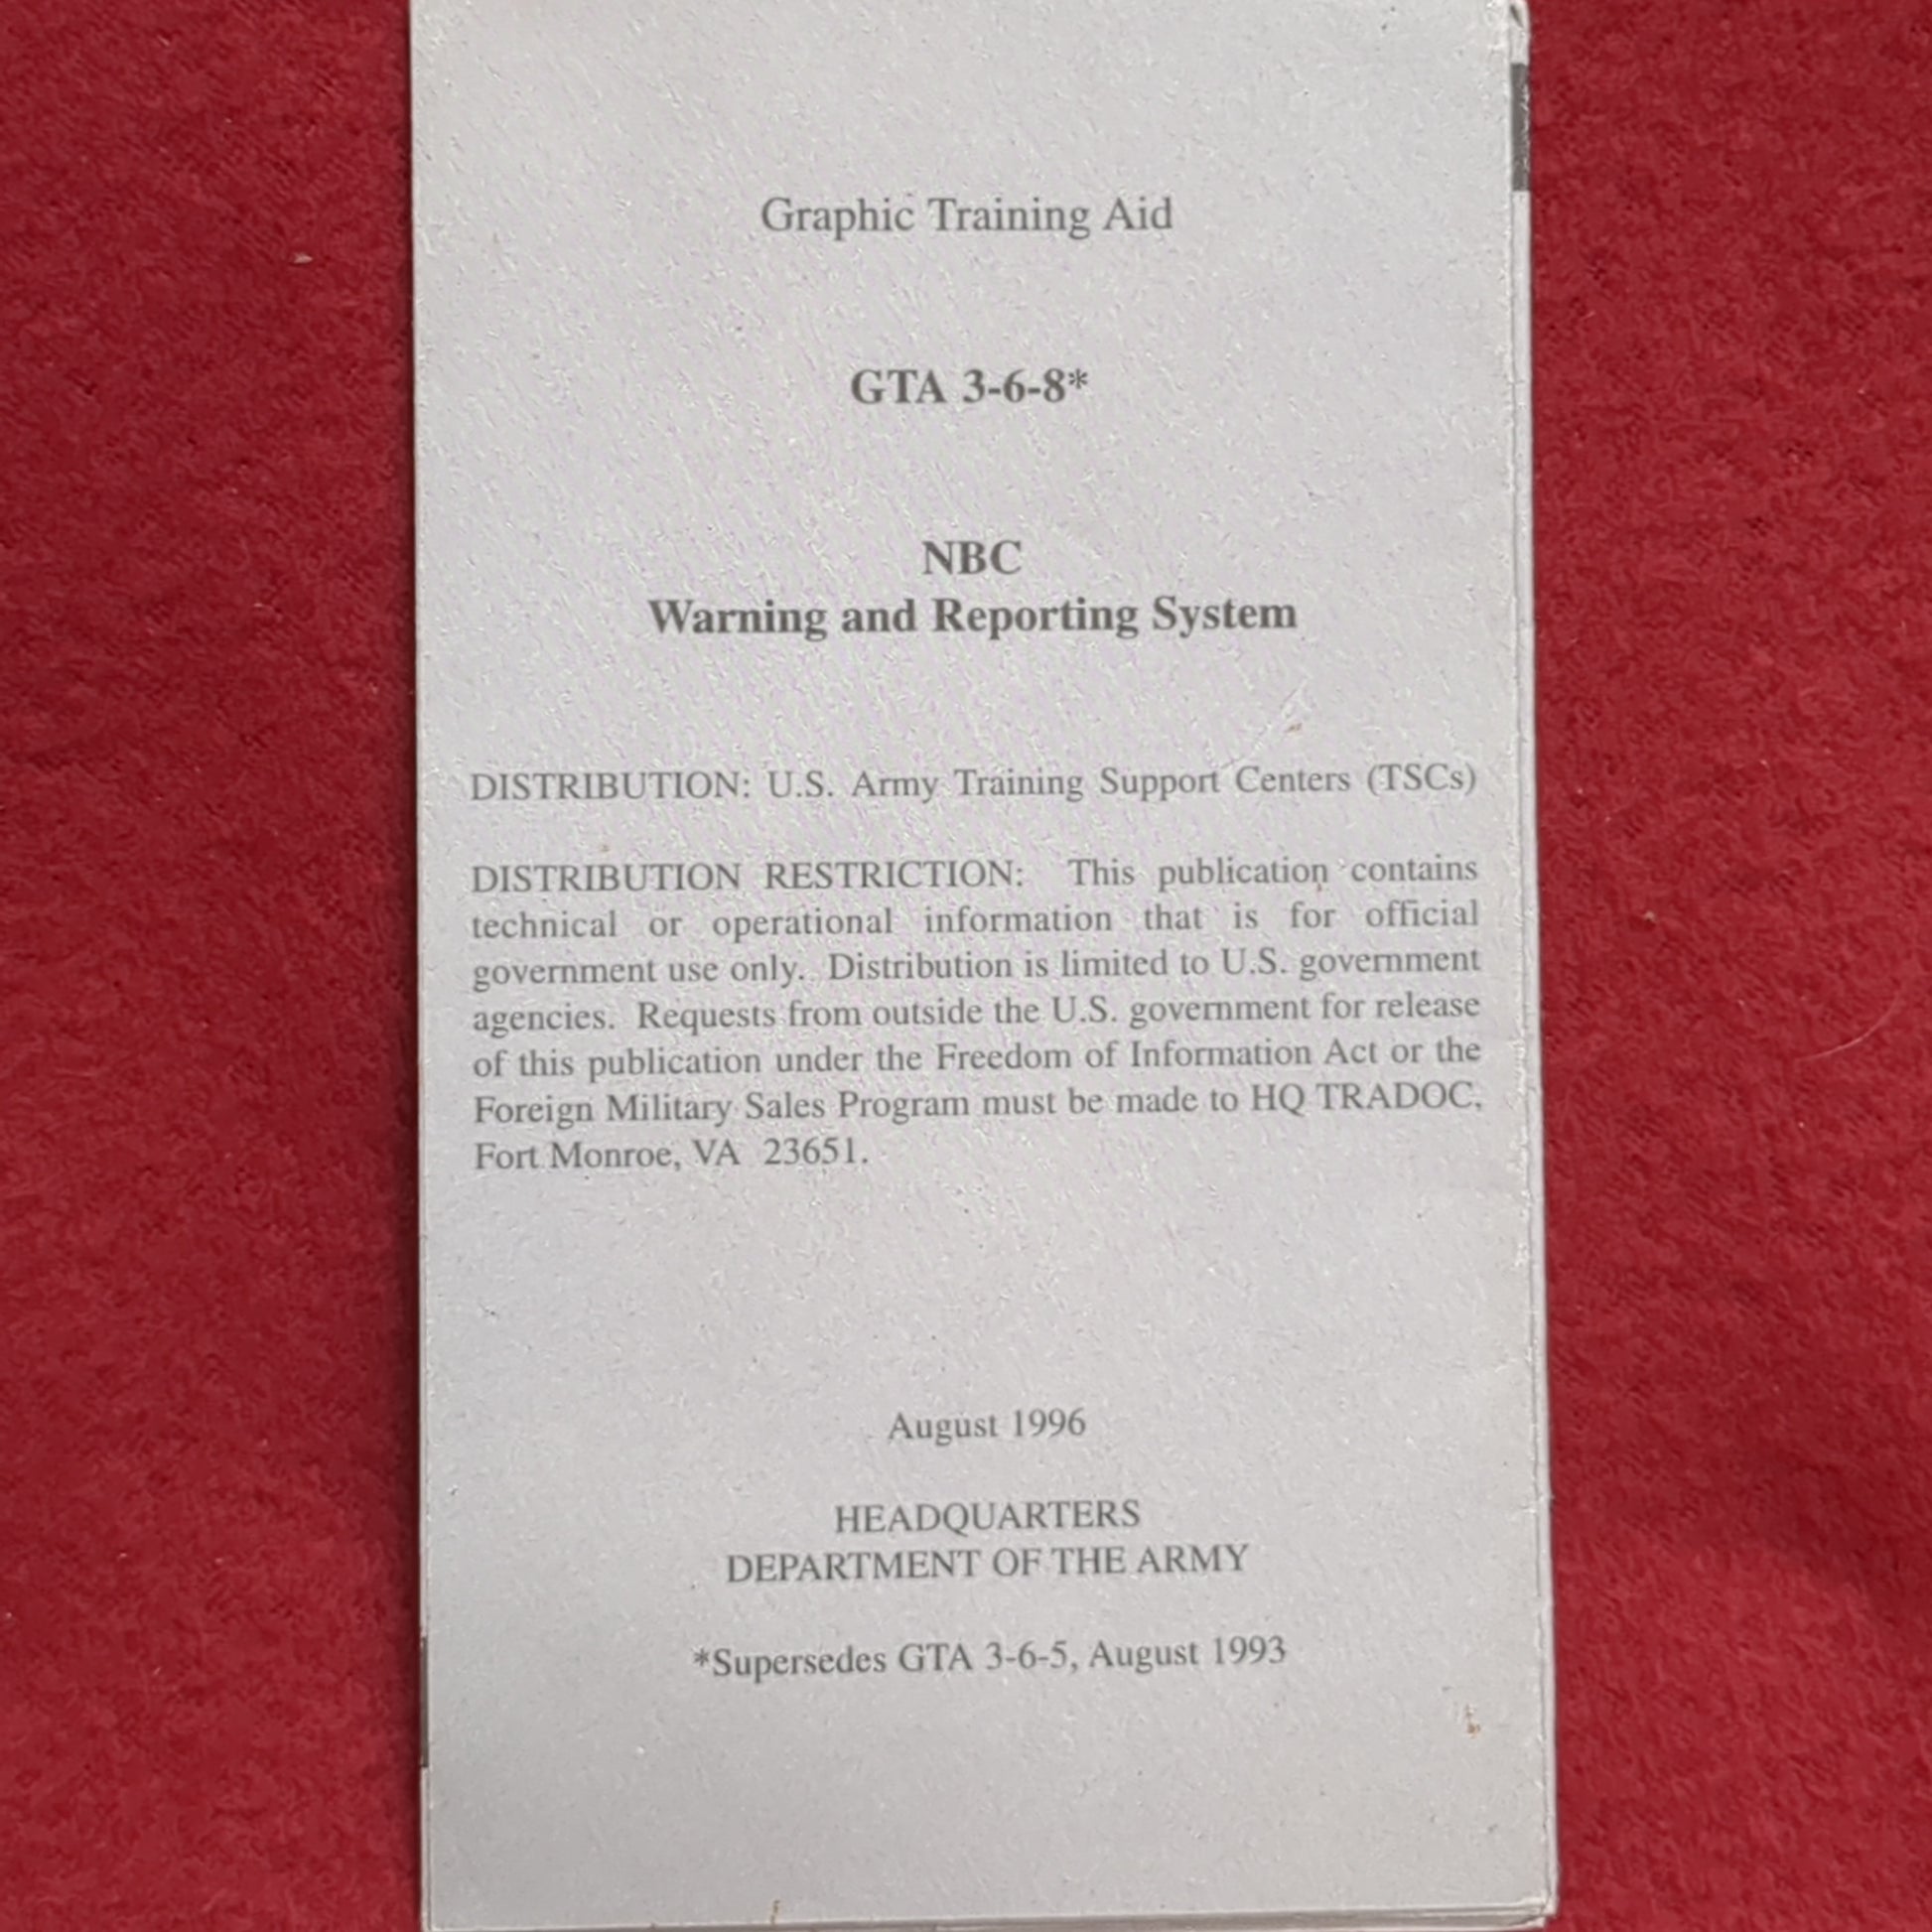 Graphic Training Aid
GTA 3-6-8*
NBC
Warning and Reporting System
DISTRIBUTION: U.S. Army Training Support Centers (TSCs)
DISTRIBUTION RESTRICTION: This publication contains
technical or operational information that is for official
government use only. Distribution is limited to U.S. government
agencies. Requests from outside the U.S. government for release
of this publication under the Freedom of Information Act or the
Foreign Military Sales Program must be made to HQ TRADOC,
Fort Monroe, VA 23651.
August 1996
HEADQUARTERS
DEPARTMENT OF THE ARMY
*Supersedes GTA 3-6-5, August 1993